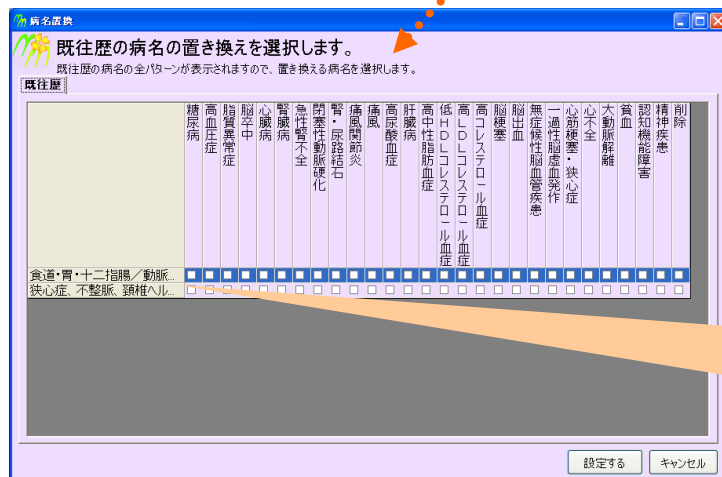 病名置換
既往歴の病名の置き換えを選択します。
既往歴の病名の全パターンが表示されますので、置き換える病名を選択します。
既往歴
糖尿病
高血圧症
脂質異常症
脳卒中
心臓病
腎臓病
急性腎不全
閉塞性動脈硬化
腎・尿路結石
痛風関節炎
痛風
高尿酸血症
肝臓病
高中性脂肪血症
低HDLコレステロール血症
高LDLコレステロール血症
高コレステロール血症
脳梗塞
脳出血
無症候性脳血管疾患
一過性脳虚血発作
心筋梗塞・狭心症
心不全
大動脈解離
貧血
認知機能障害
精神疾患
削除
食道・胃・十二指腸／動脈...
狭心症、不整脈、頚椎ヘル...
設定する
キャンセル